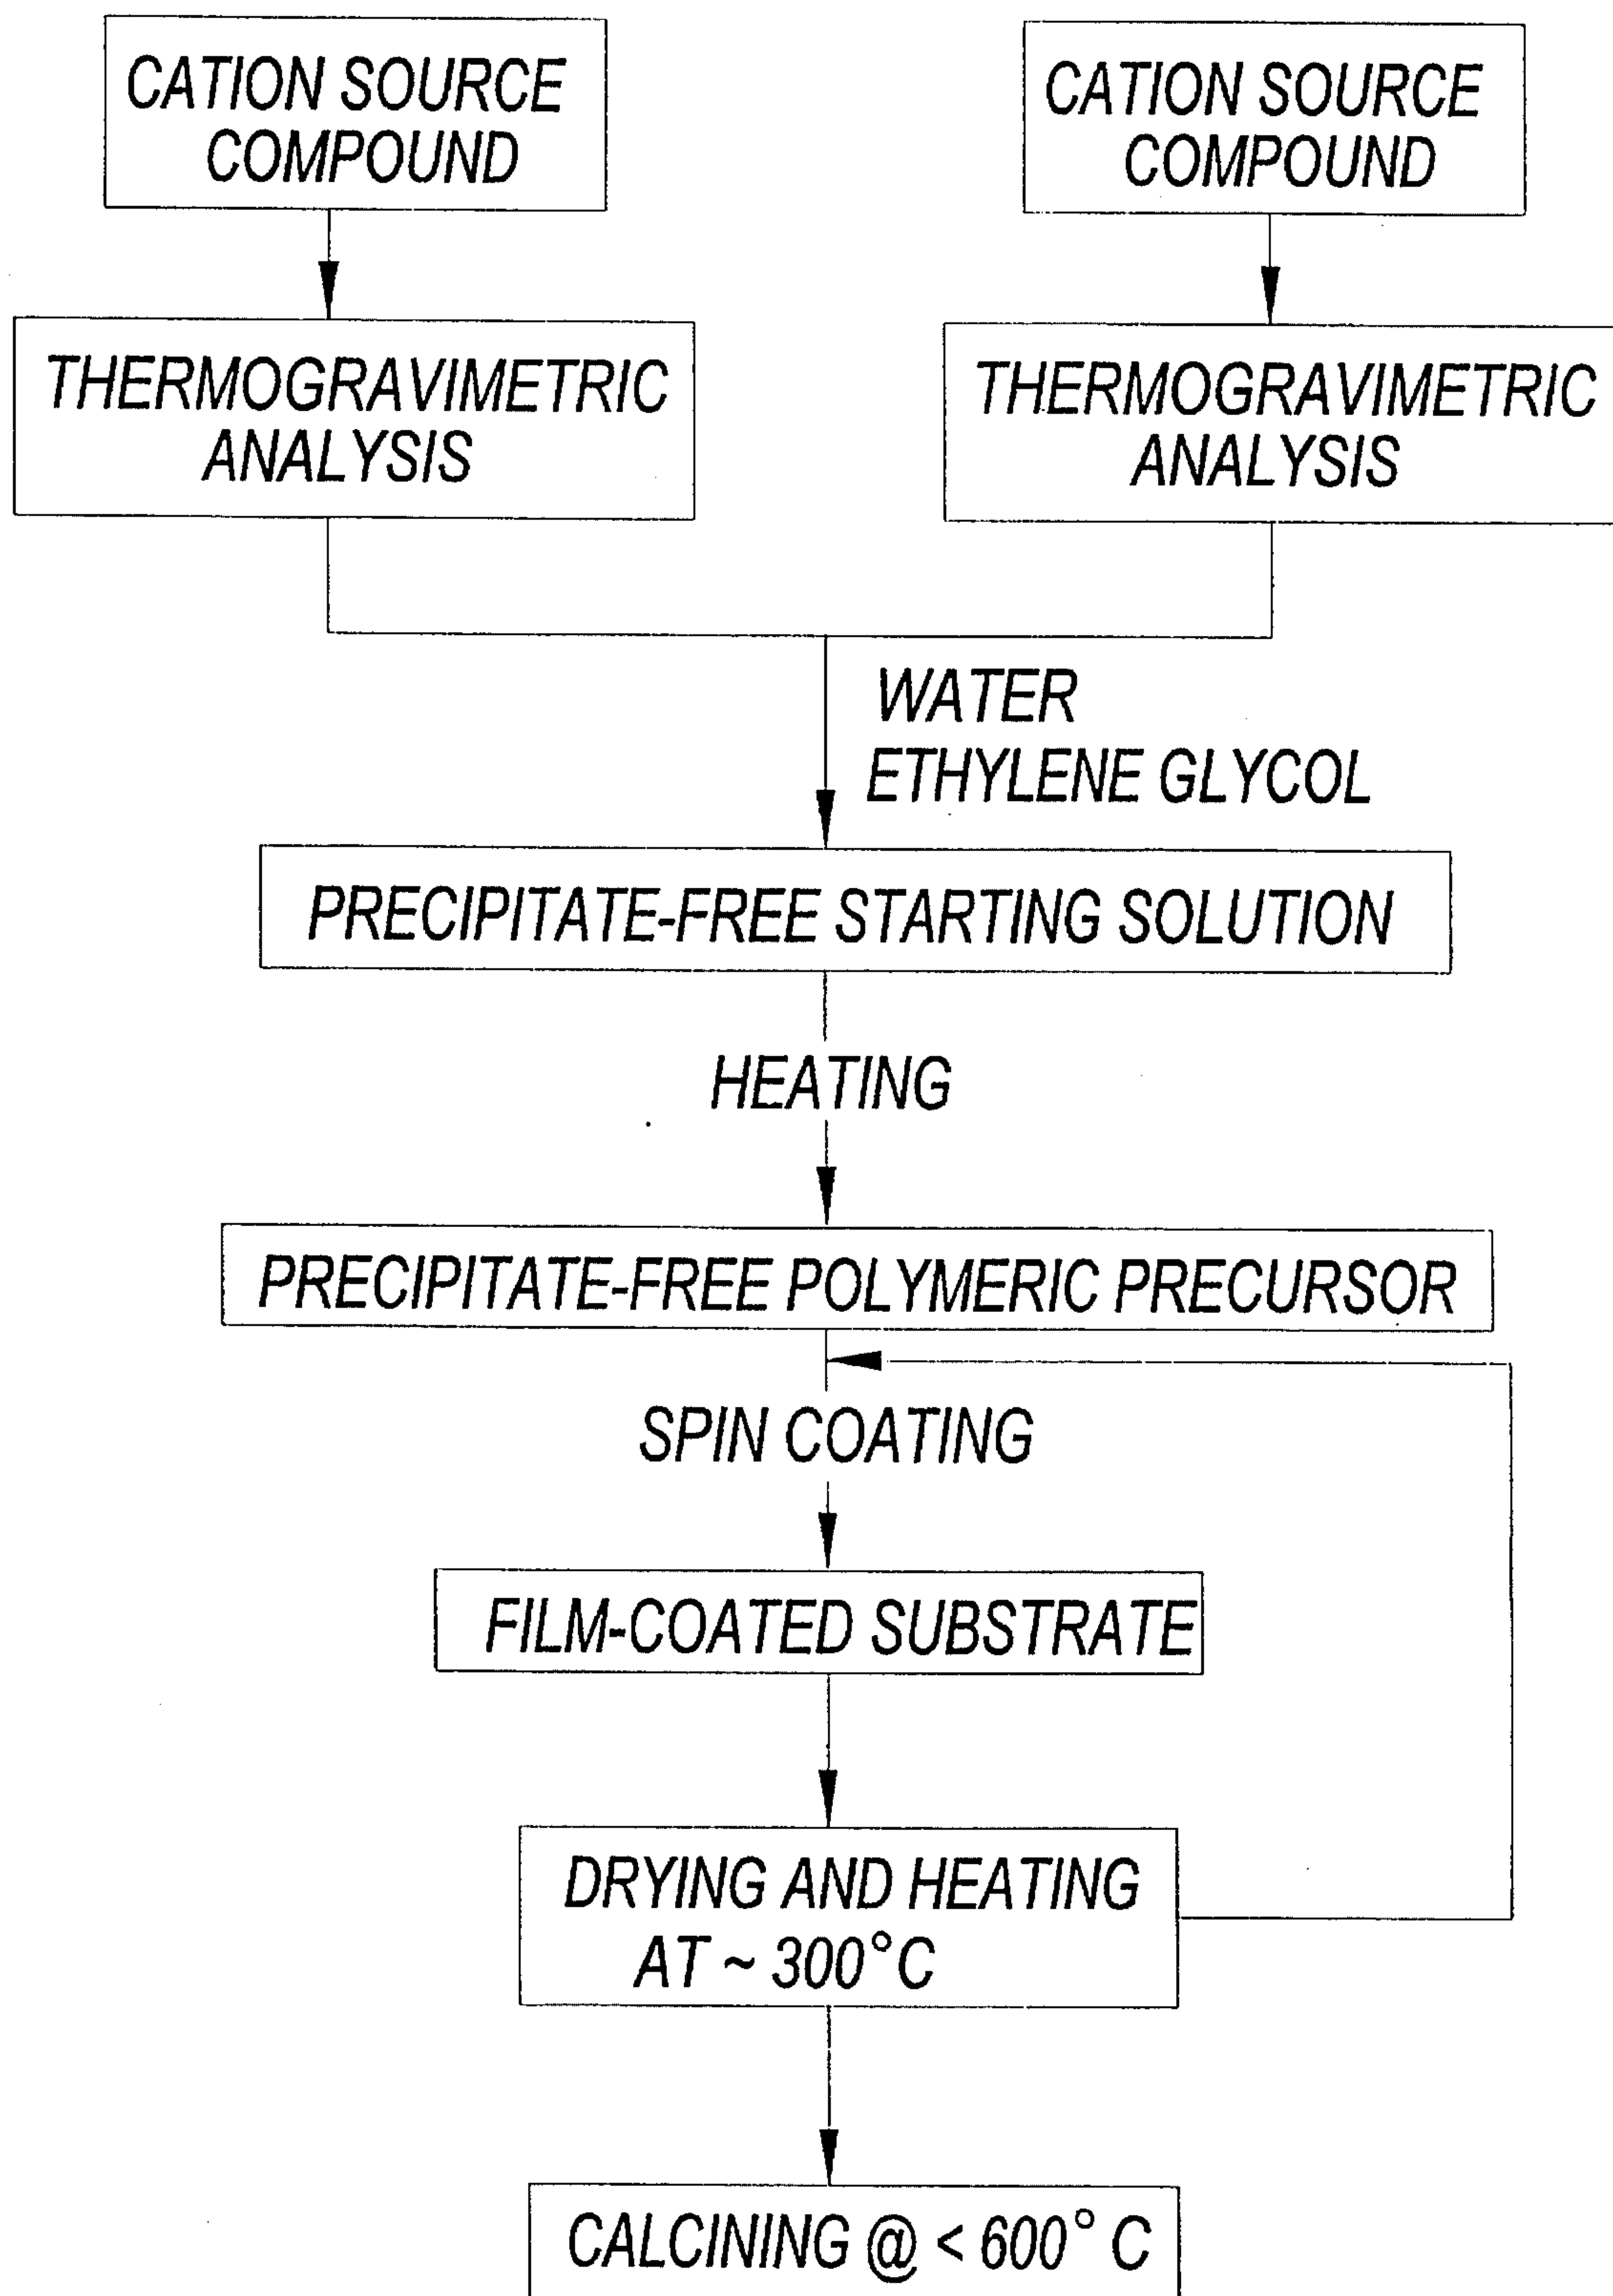 CATION SOURCE
COMPOUND
CATION SOURCE
COMPOUND
THERMOGRAVIMETRIC
ANALYSIS
THERMOGRAVIMETRIC
ANALYSIS
WATER
ETHYLENE GLYCOL
PRECIPITATE-FREE STARTING SOLUTION
HEATING
PRECIPITATE-FREE POLYMERIC PRECURSOR
SPIN COATING
FILM-COATED SUBSTRATE
DRYING AND HEATING
AT ~ 300°C
CALCINING @ < 600° C